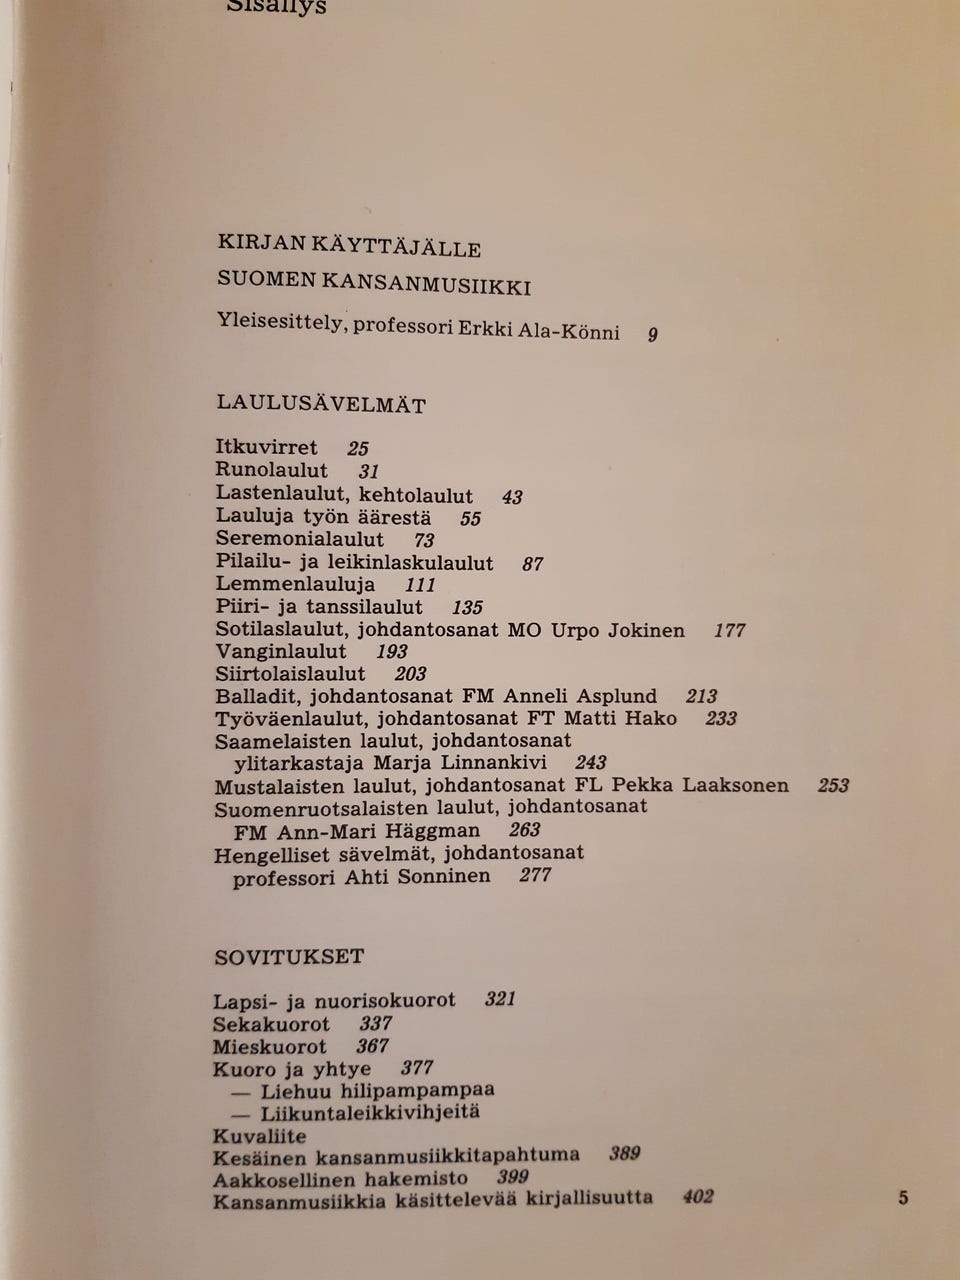 Sisällys
KIRJAN KÄYTTÄJÄLLE
SUOMEN KANSANMUSIIKKI
Yleisesittely, professori Erkki Ala-Könni 9
LAULUSÄVELMÄT
Itkuvirret 25
Runolaulut 31
Lastenlaulut, kehtolaulut 43
Lauluja työn äärestä 55
Seremonialaulut 73
Pilailu- ja leikinlaskulaulut 87
Lemmenlauluja 111
Piiri- ja tanssilaulut 135
Sotilaslaulut, johdantosanat MO Urpo Jokinen 177
Vanginlaulut 193
Siirtolaislaulut 203
Balladit, johdantosanat FM Anneli Asplund 213
Työväenlaulut, johdantosanat FT Matti Hako 233
Saamelaisten laulut, johdantosanat
ylitarkastaja Marja Linnankivi 243
Mustalaisten laulut, johdantosanat FL Pekka Laaksonen 253
Suomenruotsalaisten laulut, johdantosanat
FM Ann-Mari Häggman 263
Hengelliset sävelmät, johdantosanat
professori Ahti Sonninen 277
SOVITUKSET
Lapsi- ja nuorisokuorot 321
Sekakuorot 337
Mieskuorot 367
Kuoro ja yhtye 377
— Liehuu hilipampampaa
— Liikuntaleikkivihjeitä
Kuvaliite
Kesäinen kansanmusiikkitapahtuma 389
Aakkosellinen hakemisto 399
Kansanmusiikkia käsittelevää kirjallisuutta 402
5